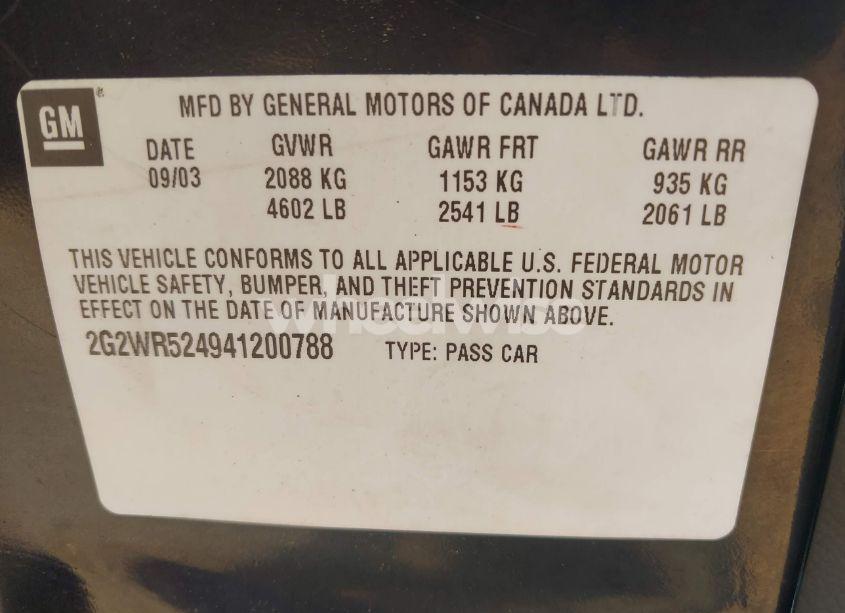 GM
MFD BY GENERAL MOTORS OF CANADA LTD.
DATE GVWR GAWR FRT GAWR RR
09/03 2088 KG 1153 KG 935 KG
4602 LB 2541 LB 2061 LB
THIS VEHICLE CONFORMS TO ALL APPLICABLE U.S. FEDERAL MOTOR
VEHICLE SAFETY, BUMPER, AND THEFT PREVENTION STANDARDS IN
EFFECT ON THE DATE OF MANUFACTURE SHOWN ABOVE.
wheelwise
2G2WR524941200788 TYPE: PASS CAR